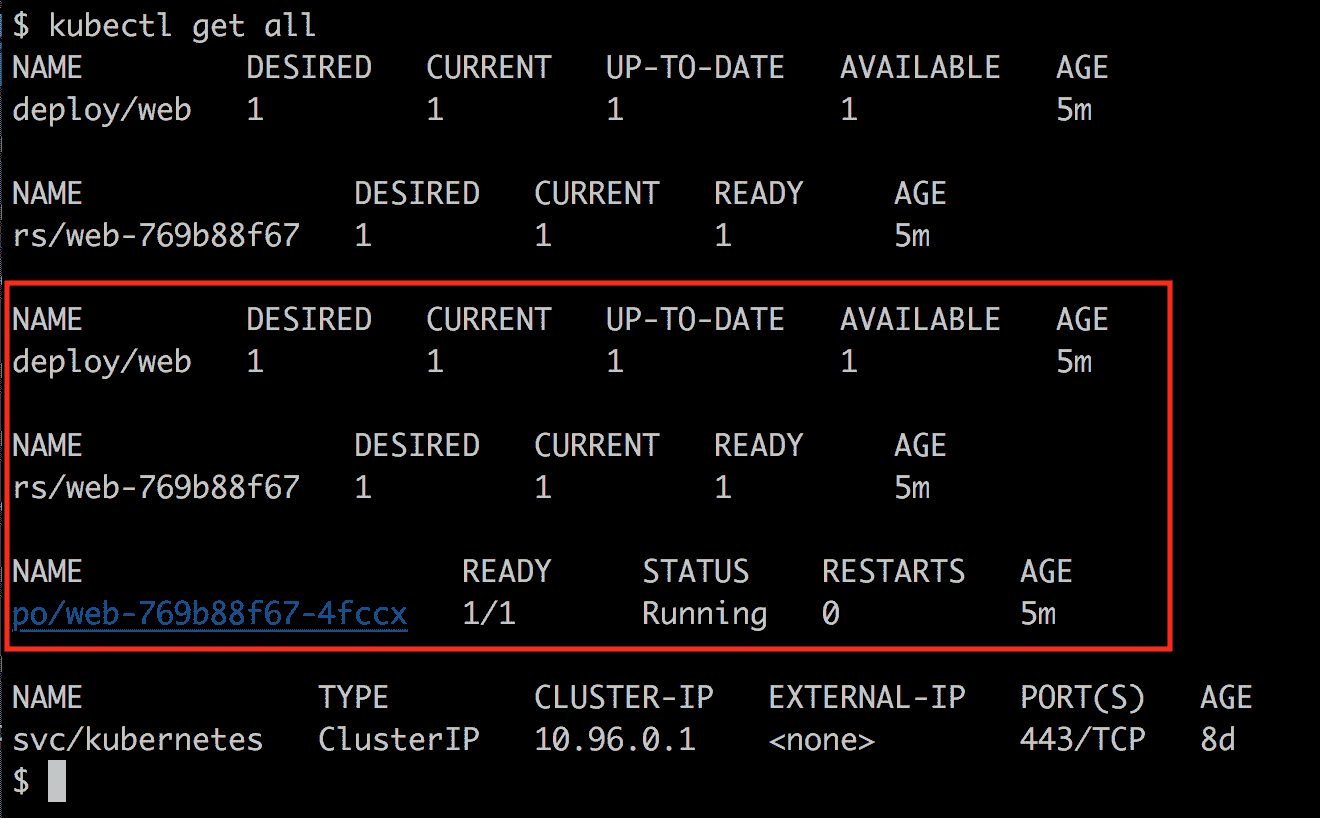 $ kubectl get all
NAME DESIRED CURRENT UP-TO-DATE AVAILABLE AGE
deploy/web 1 1 1 1 5m
NAME DESIRED CURRENT READY AGE
rs/web-769b88f67 1 1 1 5m
NAME DESIRED CURRENT UP-TO-DATE AVAILABLE AGE
deploy/web 1 1 1 1 5m
NAME DESIRED CURRENT READY AGE
rs/web-769b88f67 1 1 1 5m
NAME READY STATUS RESTARTS AGE
po/web-769b88f67-4fccx 1/1 Running 0 5m
NAME TYPE CLUSTER-IP EXTERNAL-IP PORT(S) AGE
svc/kubernetes ClusterIP 10.96.0.1 <none> 443/TCP 8d
$